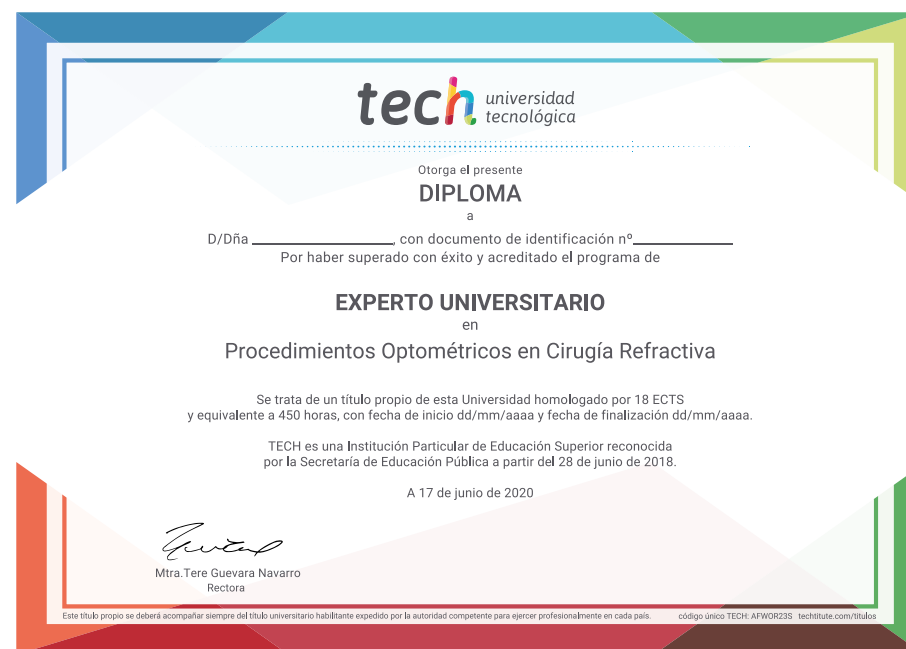 tech universidad
tecnológica
Otorga el presente
DIPLOMA
a
D/Dña ____________________, con documento de identificación nº______________
Por haber superado con éxito y acreditado el programa de
EXPERTO UNIVERSITARIO
en
Procedimientos Optométricos en Cirugía Refractiva
Se trata de un título propio de esta Universidad homologado por 18 ECTS
y equivalente a 450 horas, con fecha de inicio dd/mm/aaaa y fecha de finalización dd/mm/aaaa.
TECH es una Institución Particular de Educación Superior reconocida
por la Secretaría de Educación Pública a partir del 28 de junio de 2018.
A 17 de junio de 2020
Mtra.Tere Guevara Navarro
Rectora
Este título propio se deberá acompañar siempre del título universitario habilitante expedido por la autoridad competente para ejercer profesionalmente en cada país. código único TECH: AFWOR23S techtitute.com/titulos